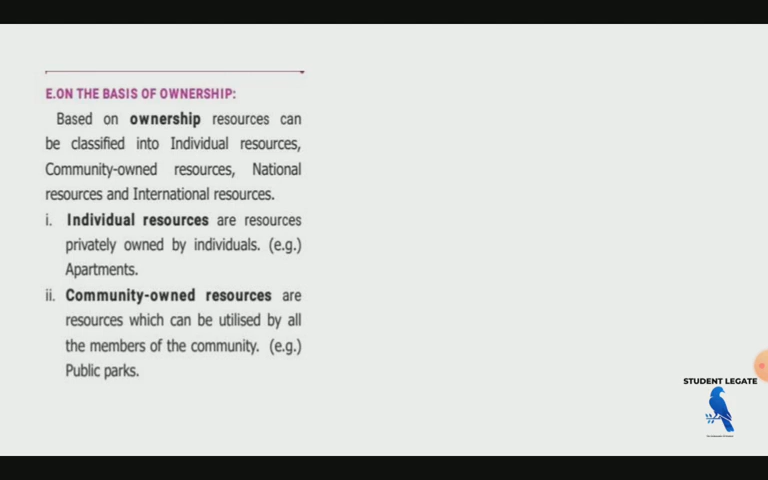 E.ON THE BASIS OF OWNERSHIP:
Based on ownership resources can
be classified into Individual resources,
Community-owned resources, National
resources and International resources.
i. Individual resources are resources
privately owned by individuals. (e.g.)
Apartments.
ii. Community-owned resources are
resources which can be utilised by all
the members of the community. (e.g.)
Public parks.
STUDENT LEGATE